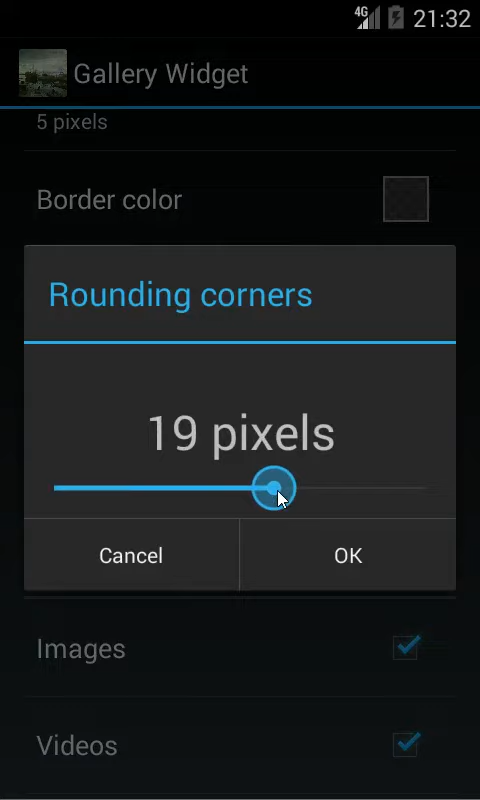 4G 21:32
Gallery Widget
5 pixels
Border color
Rounding corners
19 pixels
Cancel OK
Images
Videos